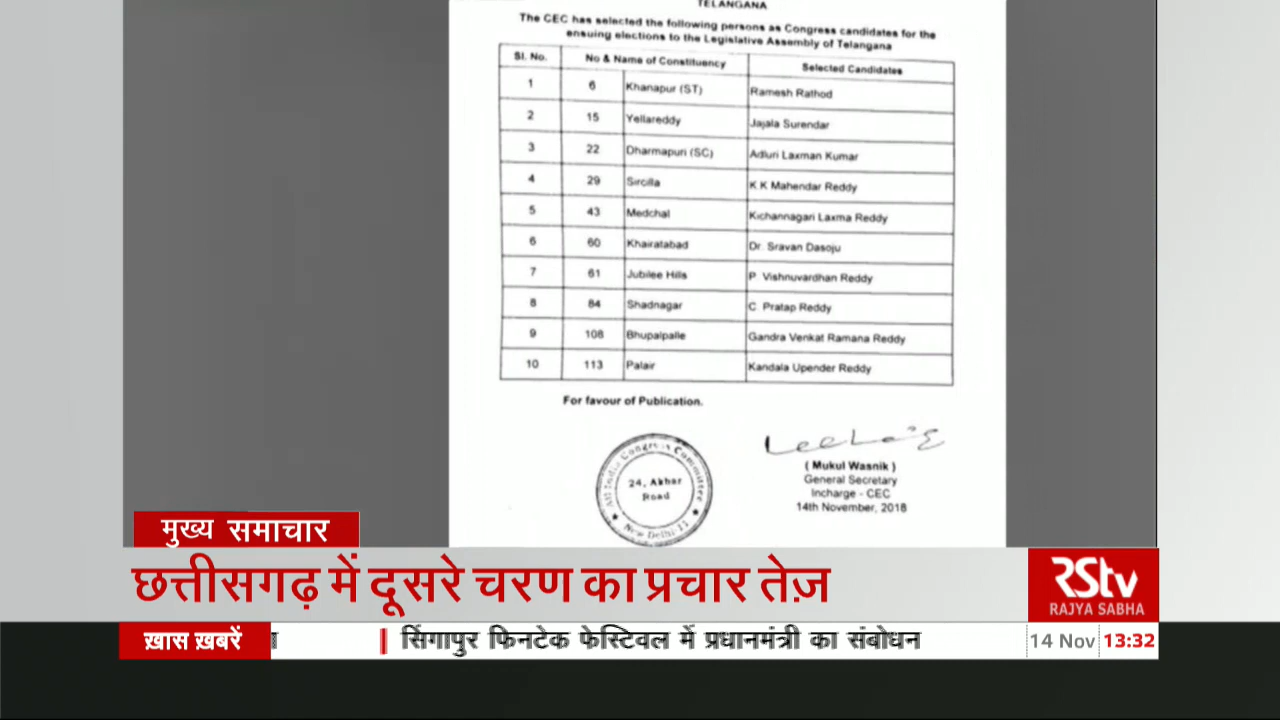 TELANGANA
The CEC has selected the following persons as Congress candidates for the
ensuing elections to the Legislative Assembly of Telangana
Sl. No. No & Name of Constituency Selected Candidates
1 6 Khanapur (ST) Ramesh Rathod
2 15 Yellareddy Jajala Surendar
3 22 Dharmapuri (SC) Adluri Laxman Kumar
4 29 Sircilla K K Mahendar Reddy
5 43 Medchal Kichannagari Laxma Reddy
6 60 Khairatabad Dr. Sravan Dasoju
7 61 Jubilee Hills P Vishnuvardhan Reddy
8 84 Shadnagar C Pratap Reddy
9 108 Bhupalpalle Gandra Venkat Ramana Reddy
10 113 Palair Kandala Upender Reddy
For favour of Publication.
All India Congress Committee
24, Akbar
Road
New Delhi-11
( Mukul Wasnik )
General Secretary
Incharge - CEC
14th November, 2018
मुख्य समाचार
छत्तीसगढ़ में दूसरे चरण का प्रचार तेज़
RStv
RAJYA SABHA
ख़ास ख़बरें | सिंगापुर फिनटेक फेस्टिवल में प्रधानमंत्री का संबोधन 14 Nov 13:32